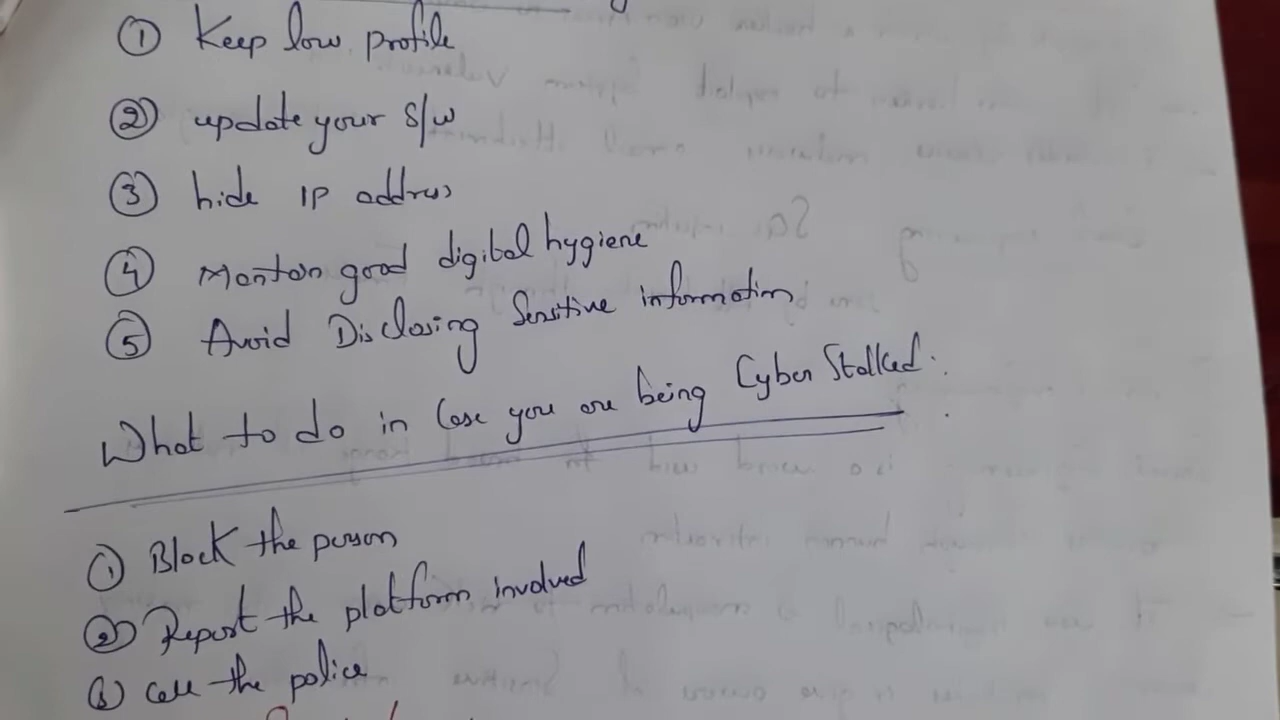 ① Keep low profile
② update your S/W
③ hide IP address
④ Mantan good digital hygiene
⑤ Avoid Disclosing Sensitive information
What to do in Case you are being Cyber Stalked.
① Block the person
② Report the platform involved
③ call the police